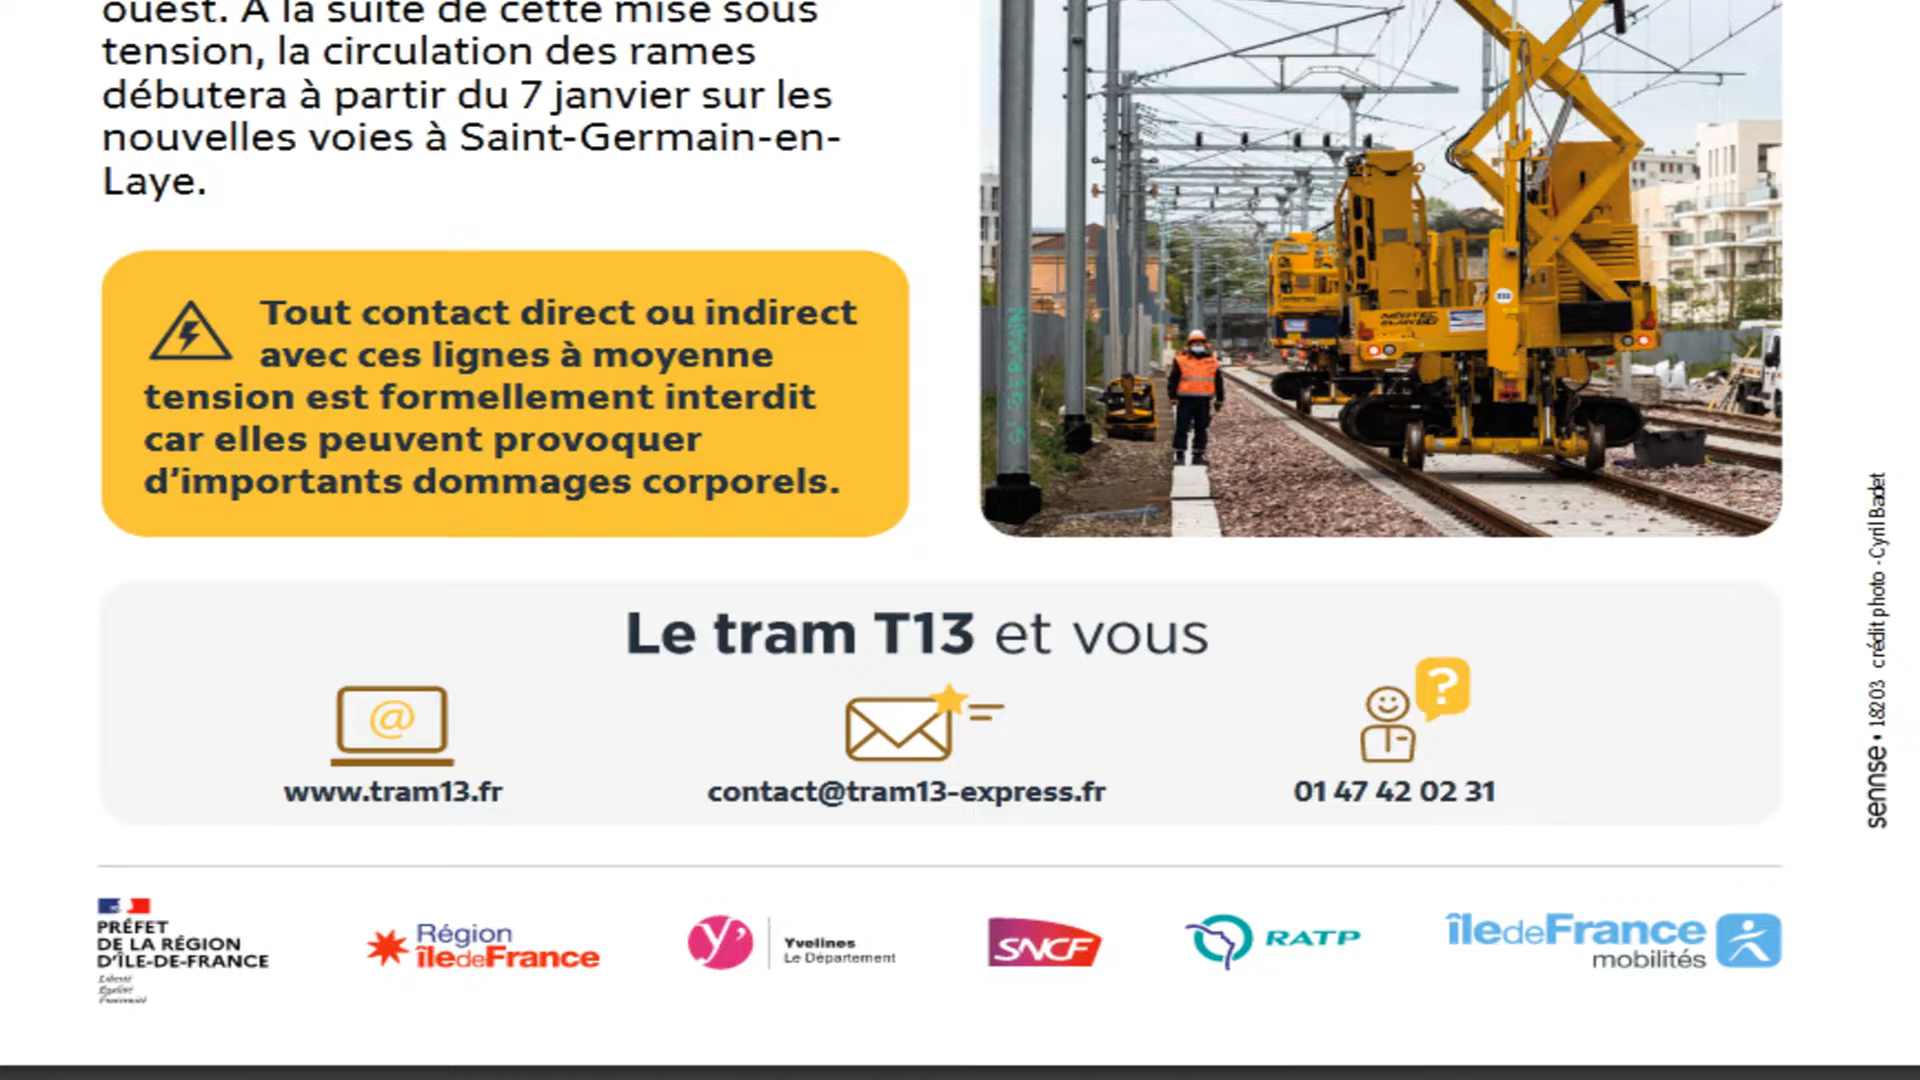 ouest. À la suite de cette mise sous
tension, la circulation des rames
débutera à partir du 7 janvier sur les
nouvelles voies à Saint-Germain-en-
Laye.
Tout contact direct ou indirect
avec ces lignes à moyenne
tension est formellement interdit
car elles peuvent provoquer
d’importants dommages corporels.
Le tram T13 et vous
@
?
www.tram13.fr
contact@tram13-express.fr
01 47 42 02 31
sennse • 18203 crédit photo - Cyril Badet
PRÉFET
DE LA RÉGION
D'ÎLE-DE-FRANCE
Liberté
Égalité
Fraternité
Région
îledeFrance
y'
Yvelines
Le Département
SNCF
RATP
îledeFrance
mobilités